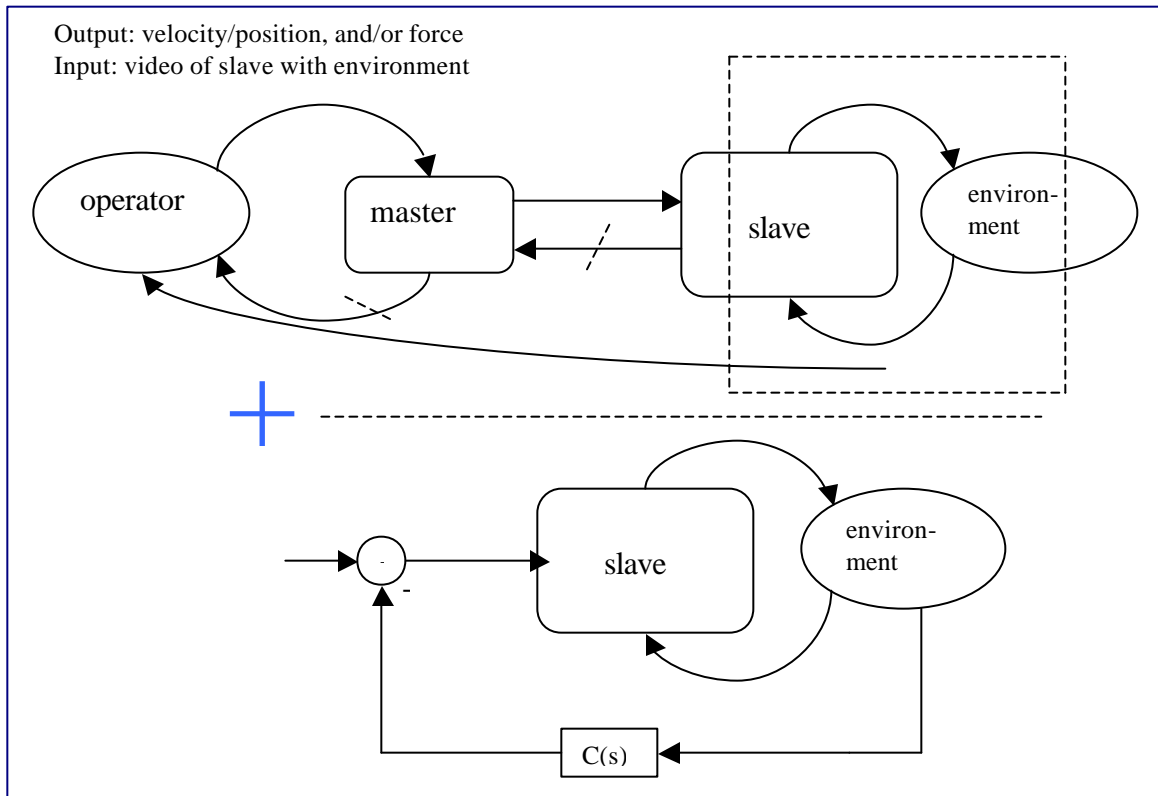 Output: velocity/position, and/or force
Input: video of slave with environment
operator
master
slave
environ-
ment
slave
environ-
ment
-
-
C(s)